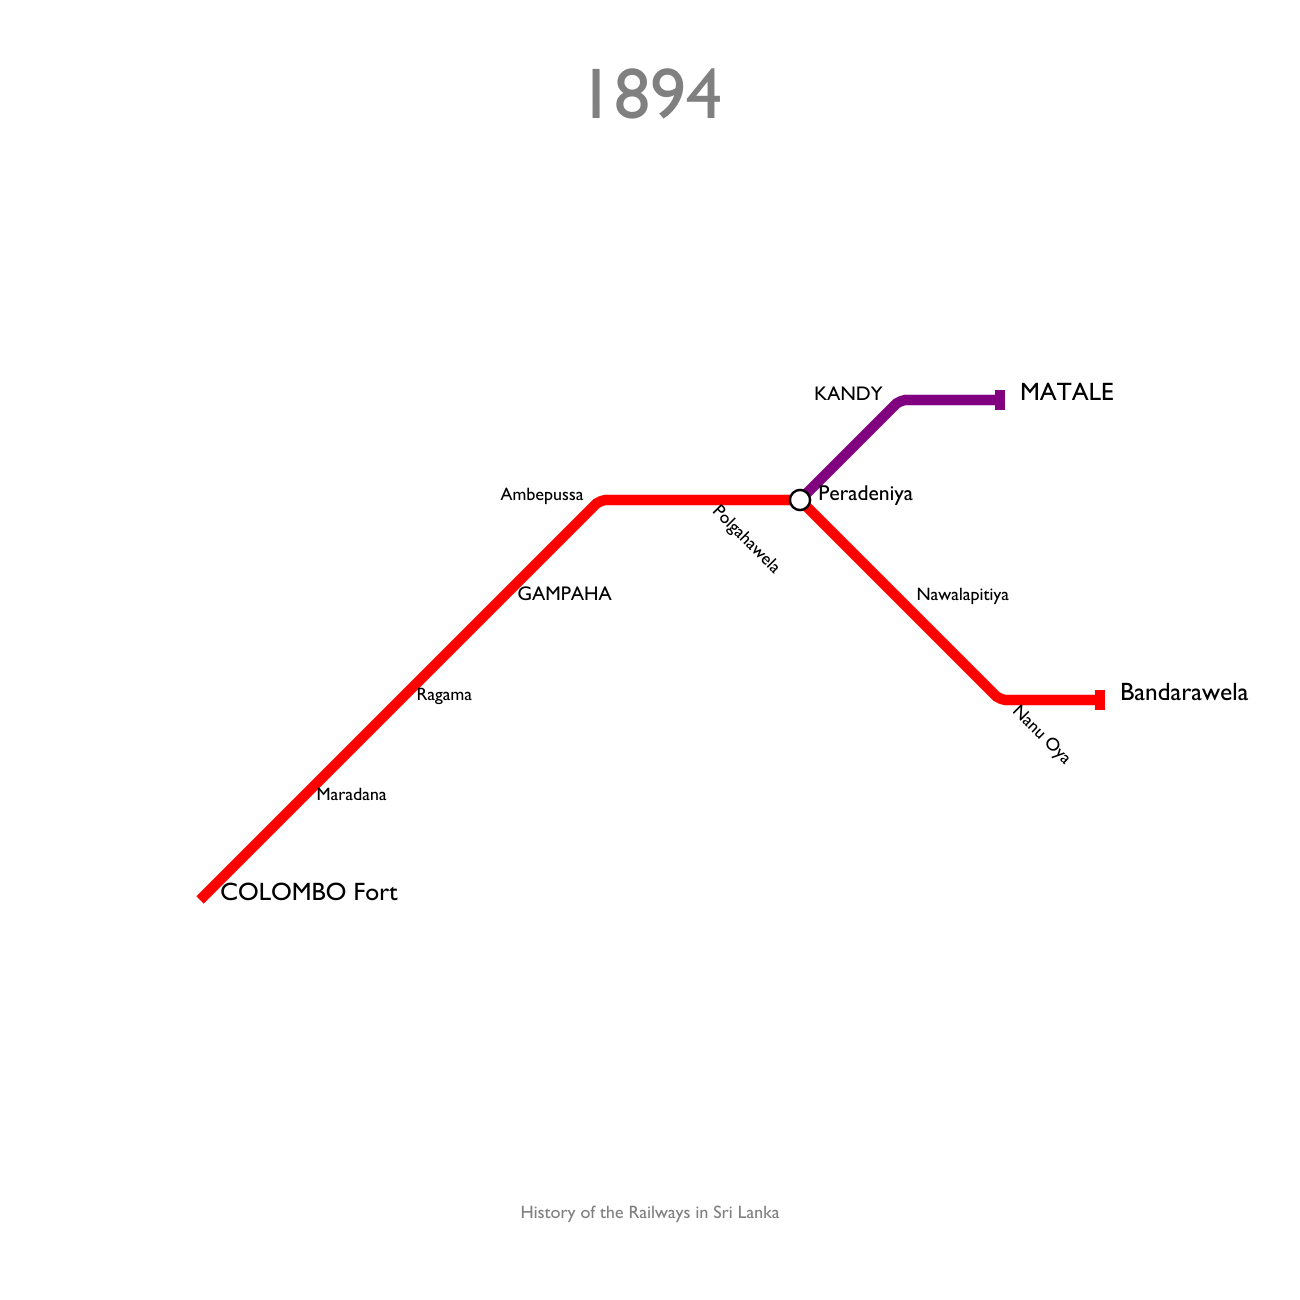 1894
KANDY
MATALE
Ambepussa
Peradeniya
Polgahawela
GAMPAHA
Nawalapitiya
Ragama
Bandarawela
Nanu Oya
Maradana
COLOMBO Fort
History of the Railways in Sri Lanka